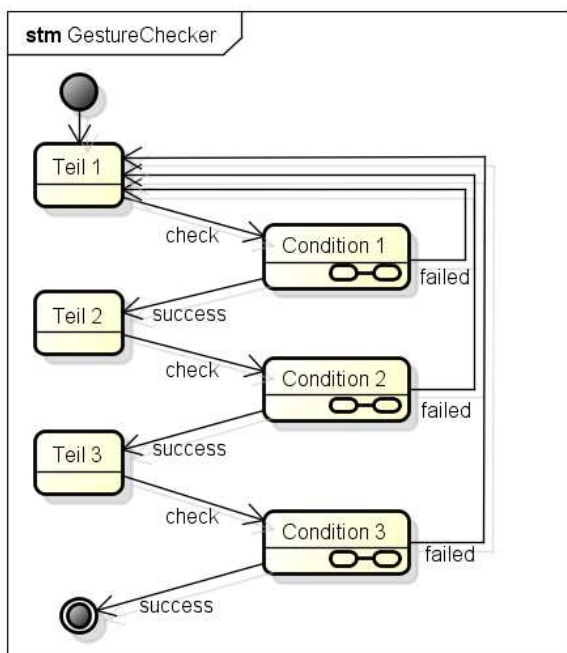 stm GestureChecker
Teil 1
check
Condition 1
failed
Teil 2
success
check
Condition 2
failed
Teil 3
success
check
Condition 3
failed
success